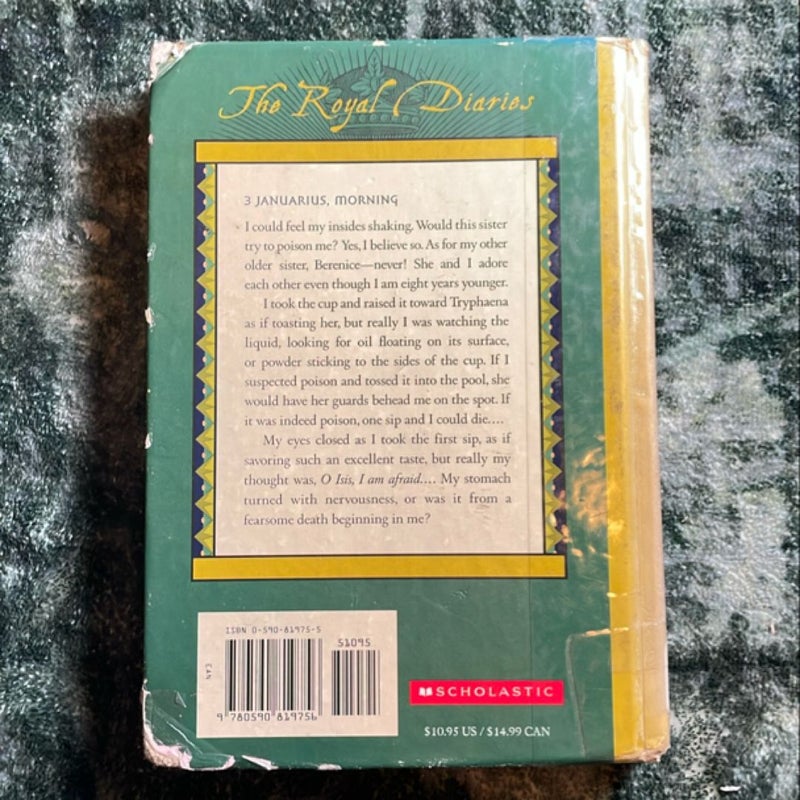 The Royal Diaries
3 JANUARIUS, MORNING
I could feel my insides shaking. Would this sister
try to poison me? Yes, I believe so. As for my other
older sister, Berenice—never! She and I adore
each other even though I am eight years younger.
I took the cup and raised it toward Tryphaena
as if toasting her, but really I was watching the
liquid, looking for oil floating on its surface,
or powder sticking to the sides of the cup. If I
suspected poison and tossed it into the pool, she
would have her guards behead me on the spot. If
it was indeed poison, one sip and I could die....
My eyes closed as I took the first sip, as if
savoring such an excellent taste, but really my
thought was, O Isis, I am afraid.... My stomach
turned with nervousness, or was it from a
fearsome death beginning in me?
ISBN 0-590-81975-5
51095
EAN
9 780590 819756
SCHOLASTIC
$10.95 US / $14.99 CAN